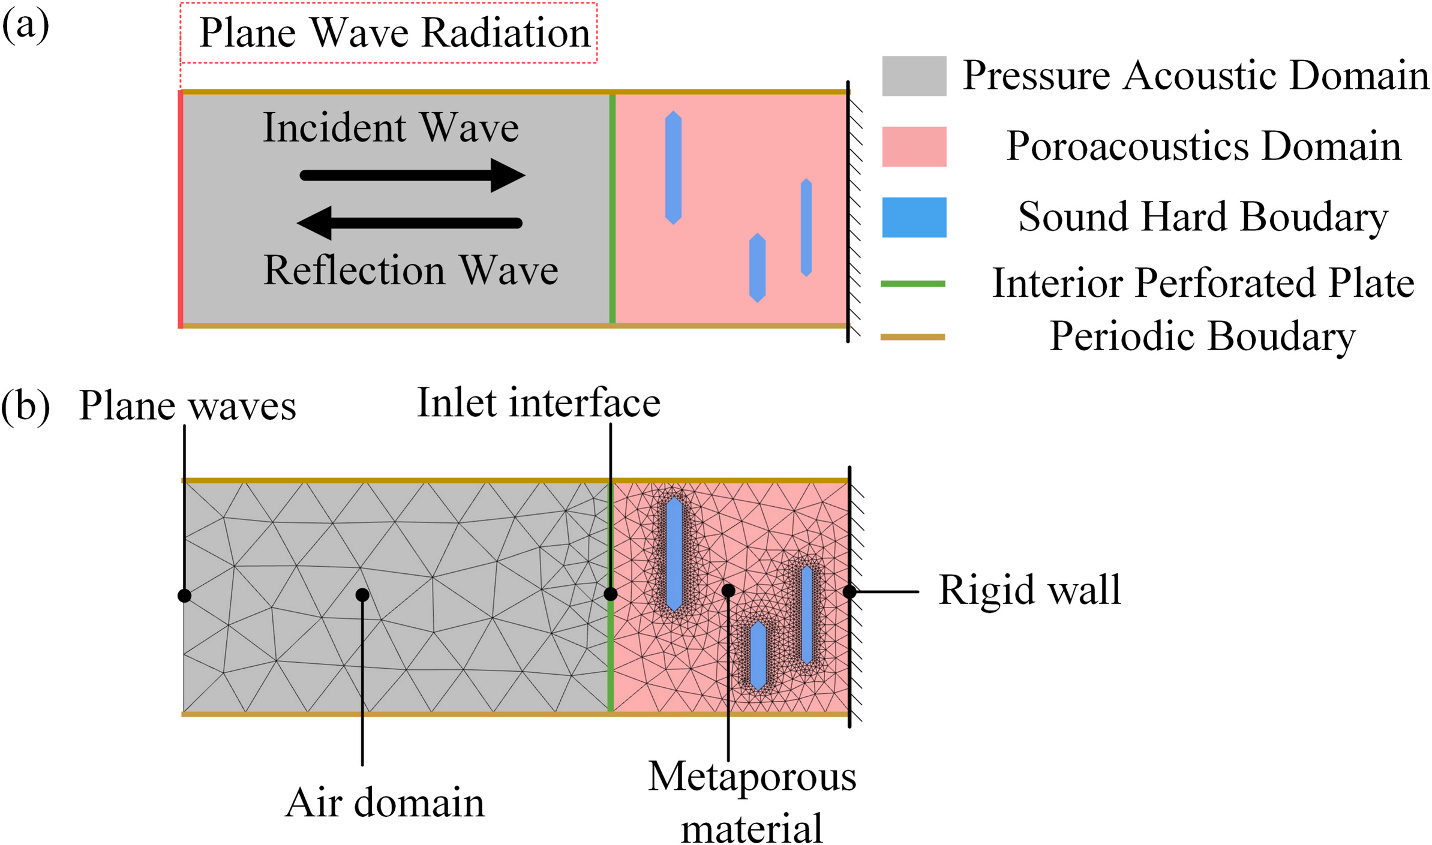 (a)
Plane Wave Radiation
Incident Wave
Reflection Wave
Pressure Acoustic Domain
Poroacoustics Domain
Sound Hard Boudary
Interior Perforated Plate
Periodic Boudary
(b)
Plane waves
Inlet interface
Rigid wall
Air domain
Metaporous
material